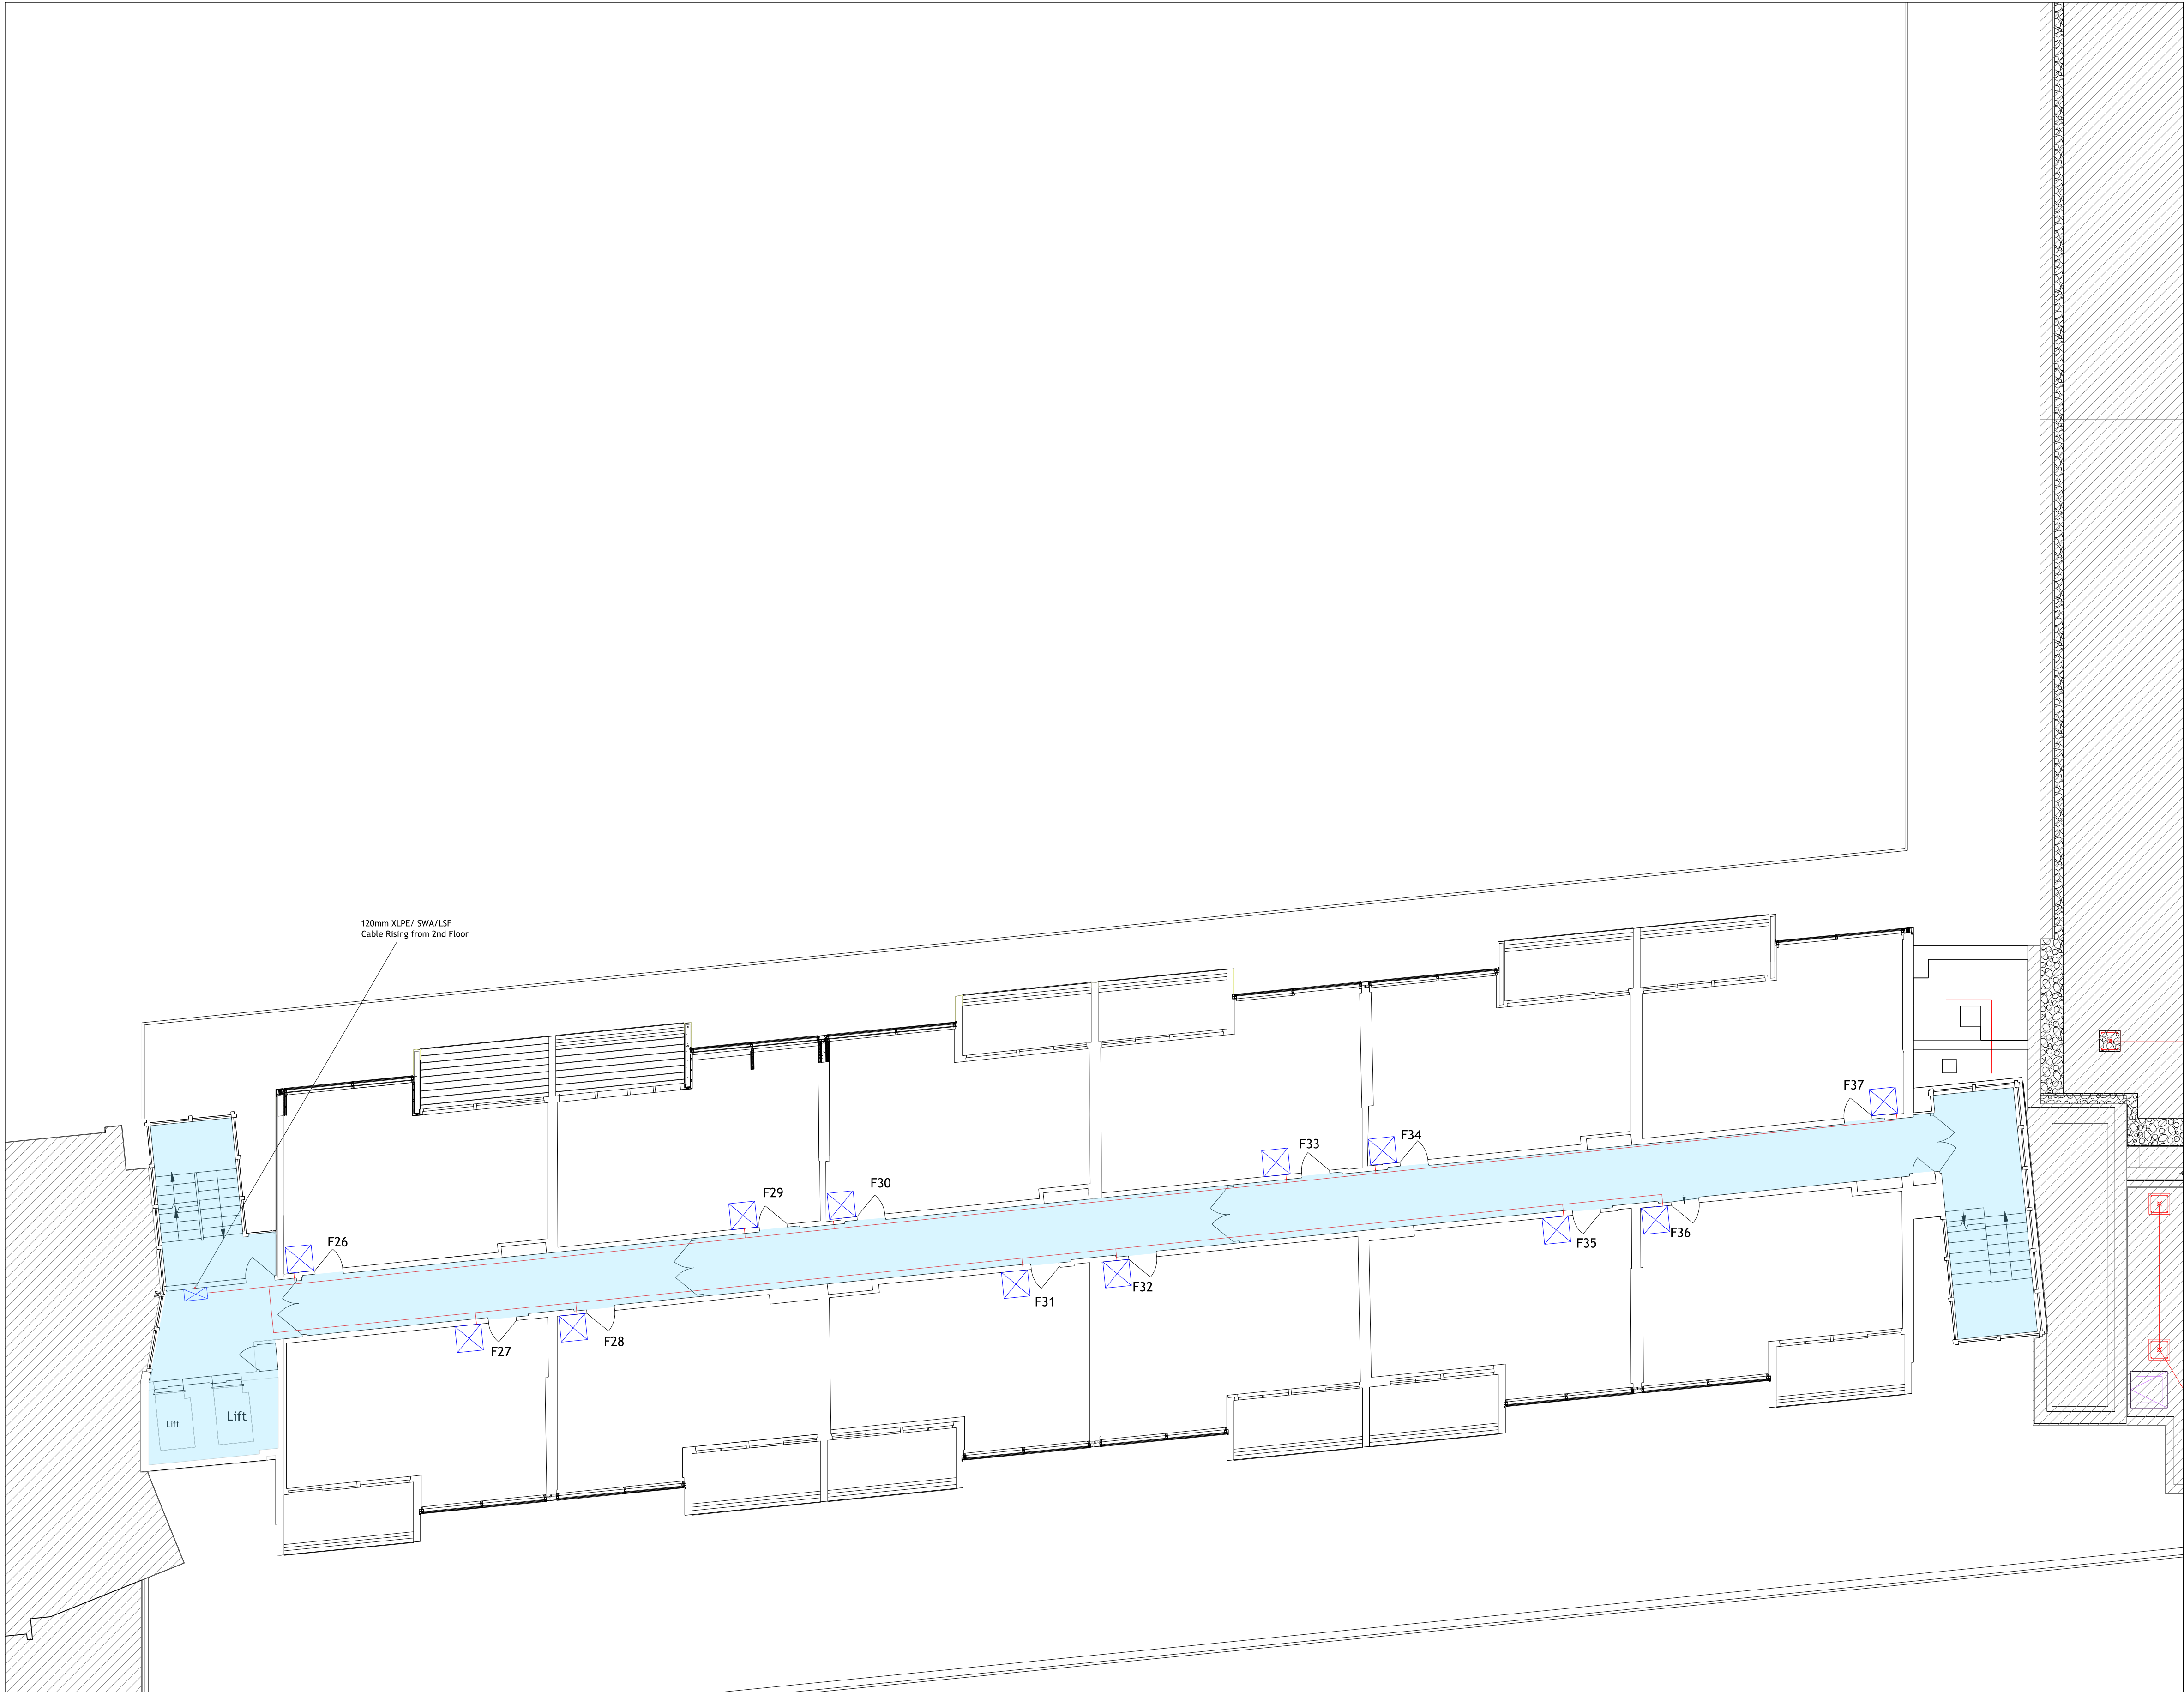 120mm XLPE/ SWA/LSF
Cable Rising from 2nd Floor
F37
F34
F33
F30
F29
F36
F35
F26
F32
F31
F28
F27
Lift
Lift